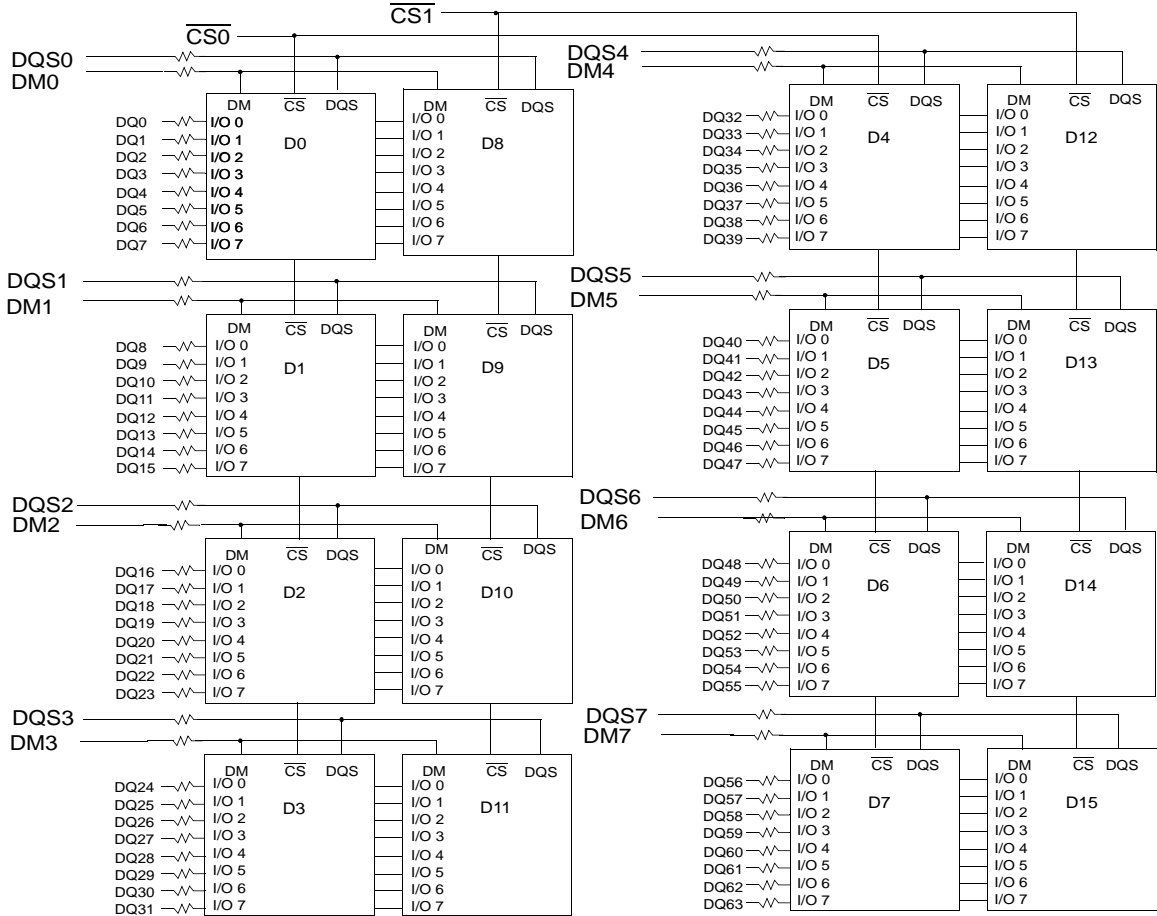 CS1
CS0
DQS0
DM0
DM CS DQS
DQ0 I/O 0
DQ1 I/O 1
DQ2 I/O 2
DQ3 I/O 3
DQ4 I/O 4
DQ5 I/O 5
DQ6 I/O 6
DQ7 I/O 7
D0
DM CS DQS
I/O 0
I/O 1
I/O 2
I/O 3
I/O 4
I/O 5
I/O 6
I/O 7
D8
DQS1
DM1
DM CS DQS
DQ8 I/O 0
DQ9 I/O 1
DQ10 I/O 2
DQ11 I/O 3
DQ12 I/O 4
DQ13 I/O 5
DQ14 I/O 6
DQ15 I/O 7
D1
DM CS DQS
I/O 0
I/O 1
I/O 2
I/O 3
I/O 4
I/O 5
I/O 6
I/O 7
D9
DQS2
DM2
DM CS DQS
DQ16 I/O 0
DQ17 I/O 1
DQ18 I/O 2
DQ19 I/O 3
DQ20 I/O 4
DQ21 I/O 5
DQ22 I/O 6
DQ23 I/O 7
D2
DM CS DQS
I/O 0
I/O 1
I/O 2
I/O 3
I/O 4
I/O 5
I/O 6
I/O 7
D10
DQS3
DM3
DM CS DQS
DQ24 I/O 0
DQ25 I/O 1
DQ26 I/O 2
DQ27 I/O 3
DQ28 I/O 4
DQ29 I/O 5
DQ30 I/O 6
DQ31 I/O 7
D3
DM CS DQS
I/O 0
I/O 1
I/O 2
I/O 3
I/O 4
I/O 5
I/O 6
I/O 7
D11
DQS4
DM4
DM CS DQS
DQ32 I/O 0
DQ33 I/O 1
DQ34 I/O 2
DQ35 I/O 3
DQ36 I/O 4
DQ37 I/O 5
DQ38 I/O 6
DQ39 I/O 7
D4
DM CS DQS
I/O 0
I/O 1
I/O 2
I/O 3
I/O 4
I/O 5
I/O 6
I/O 7
D12
DQS5
DM5
DM CS DQS
DQ40 I/O 0
DQ41 I/O 1
DQ42 I/O 2
DQ43 I/O 3
DQ44 I/O 4
DQ45 I/O 5
DQ46 I/O 6
DQ47 I/O 7
D5
DM CS DQS
I/O 0
I/O 1
I/O 2
I/O 3
I/O 4
I/O 5
I/O 6
I/O 7
D13
DQS6
DM6
DM CS DQS
DQ48 I/O 0
DQ49 I/O 1
DQ50 I/O 2
DQ51 I/O 3
DQ52 I/O 4
DQ53 I/O 5
DQ54 I/O 6
DQ55 I/O 7
D6
DM CS DQS
I/O 0
I/O 1
I/O 2
I/O 3
I/O 4
I/O 5
I/O 6
I/O 7
D14
DQS7
DM7
DM CS DQS
DQ56 I/O 0
DQ57 I/O 1
DQ58 I/O 2
DQ59 I/O 3
DQ60 I/O 4
DQ61 I/O 5
DQ62 I/O 6
DQ63 I/O 7
D7
DM CS DQS
I/O 0
I/O 1
I/O 2
I/O 3
I/O 4
I/O 5
I/O 6
I/O 7
D15